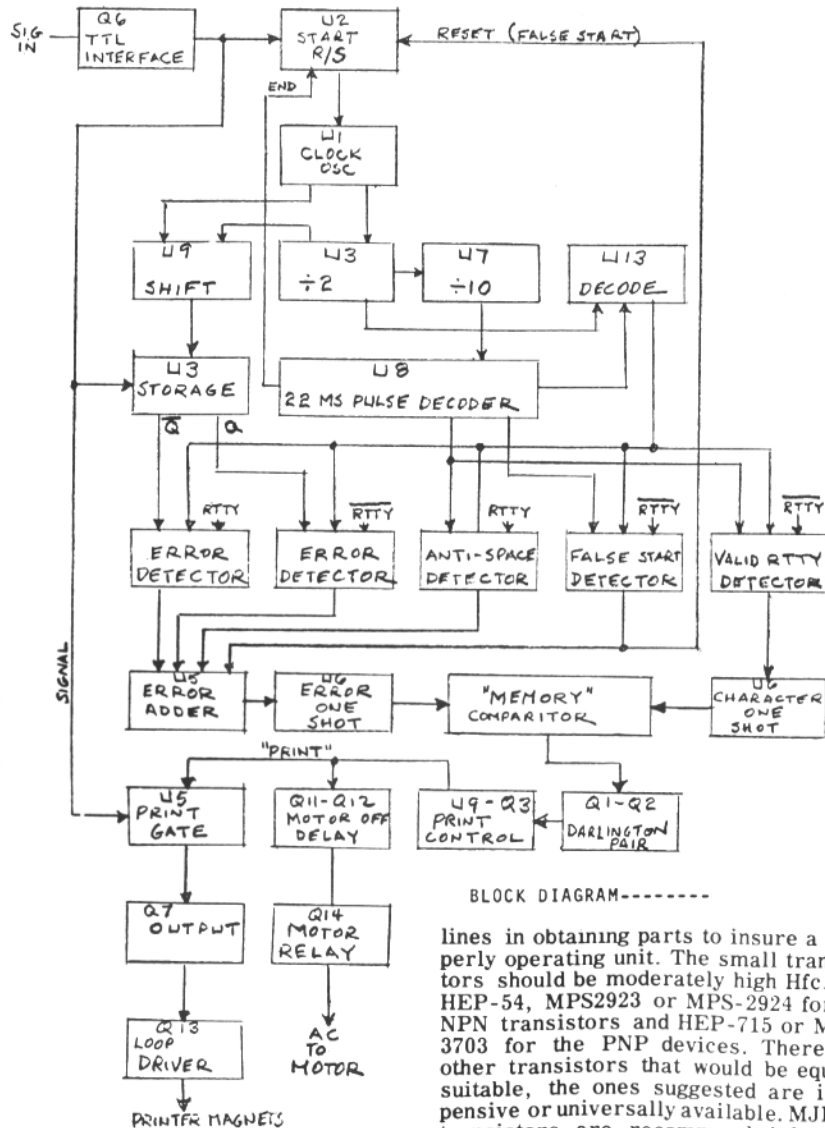 SIG
IN
Q6
TTL
INTERFACE
U2
START
R/S
RESET (FALSE START)
END
U1
CLOCK
OSC
U9
SHIFT
U3
÷2
U7
÷10
U13
DECODE
U3
STORAGE
U8
22 MS PULSE DECODER
Q̅
Q
RTTY
R̅T̅T̅Y̅
RTTY
R̅T̅T̅Y̅
R̅T̅T̅Y̅
ERROR
DETECTOR
ERROR
DETECTOR
ANTI-SPACE
DETECTOR
FALSE START
DETECTOR
VALID RTTY
DETECTOR
SIGNAL
U5
ERROR
ADDER
U6
ERROR
ONE
SHOT
"MEMORY"
COMPARITOR
U6
CHARACTER
ONE
SHOT
"PRINT"
U5
PRINT
GATE
Q11-Q12
MOTOR OFF
DELAY
U9-Q3
PRINT
CONTROL
Q1-Q2
DARLINGTON
PAIR
BLOCK DIAGRAM--------
Q7
OUTPUT
Q14
MOTOR
RELAY
Q13
LOOP
DRIVER
AC
TO
MOTOR
PRINTER MAGNETS
lines in obtaining parts to insure a
perly operating unit. The small tran
tors should be moderately high Hfc.
HEP-54, MPS2923 or MPS-2924 for
NPN transistors and HEP-715 or M
3703 for the PNP devices. There
other transistors that would be equ
suitable, the ones suggested are i
pensive or universally available. MJ